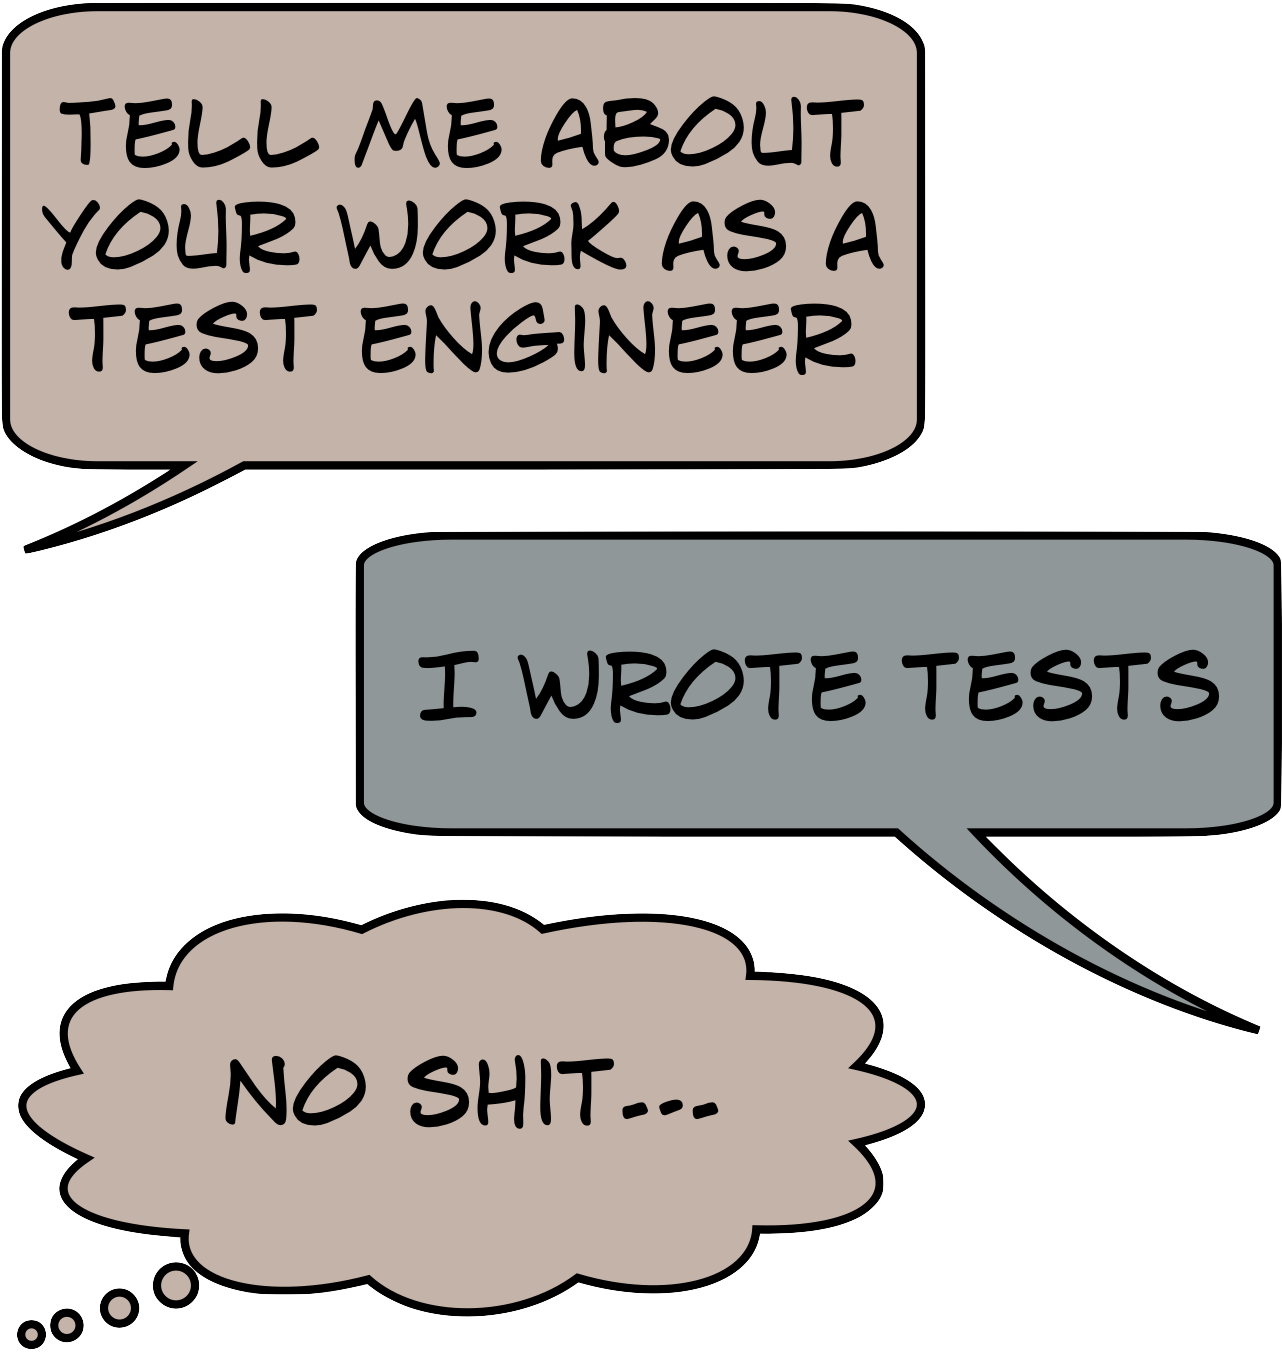 TELL ME ABOUT
YOUR WORK AS A
TEST ENGINEER
I WROTE TESTS
NO SHIT...